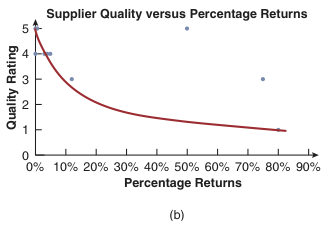 Supplier Quality versus Percentage Returns
Quality Rating
5
4
3
2
1
0
0% 10% 20% 30% 40% 50% 60% 70% 80% 90%
Percentage Returns
(b)